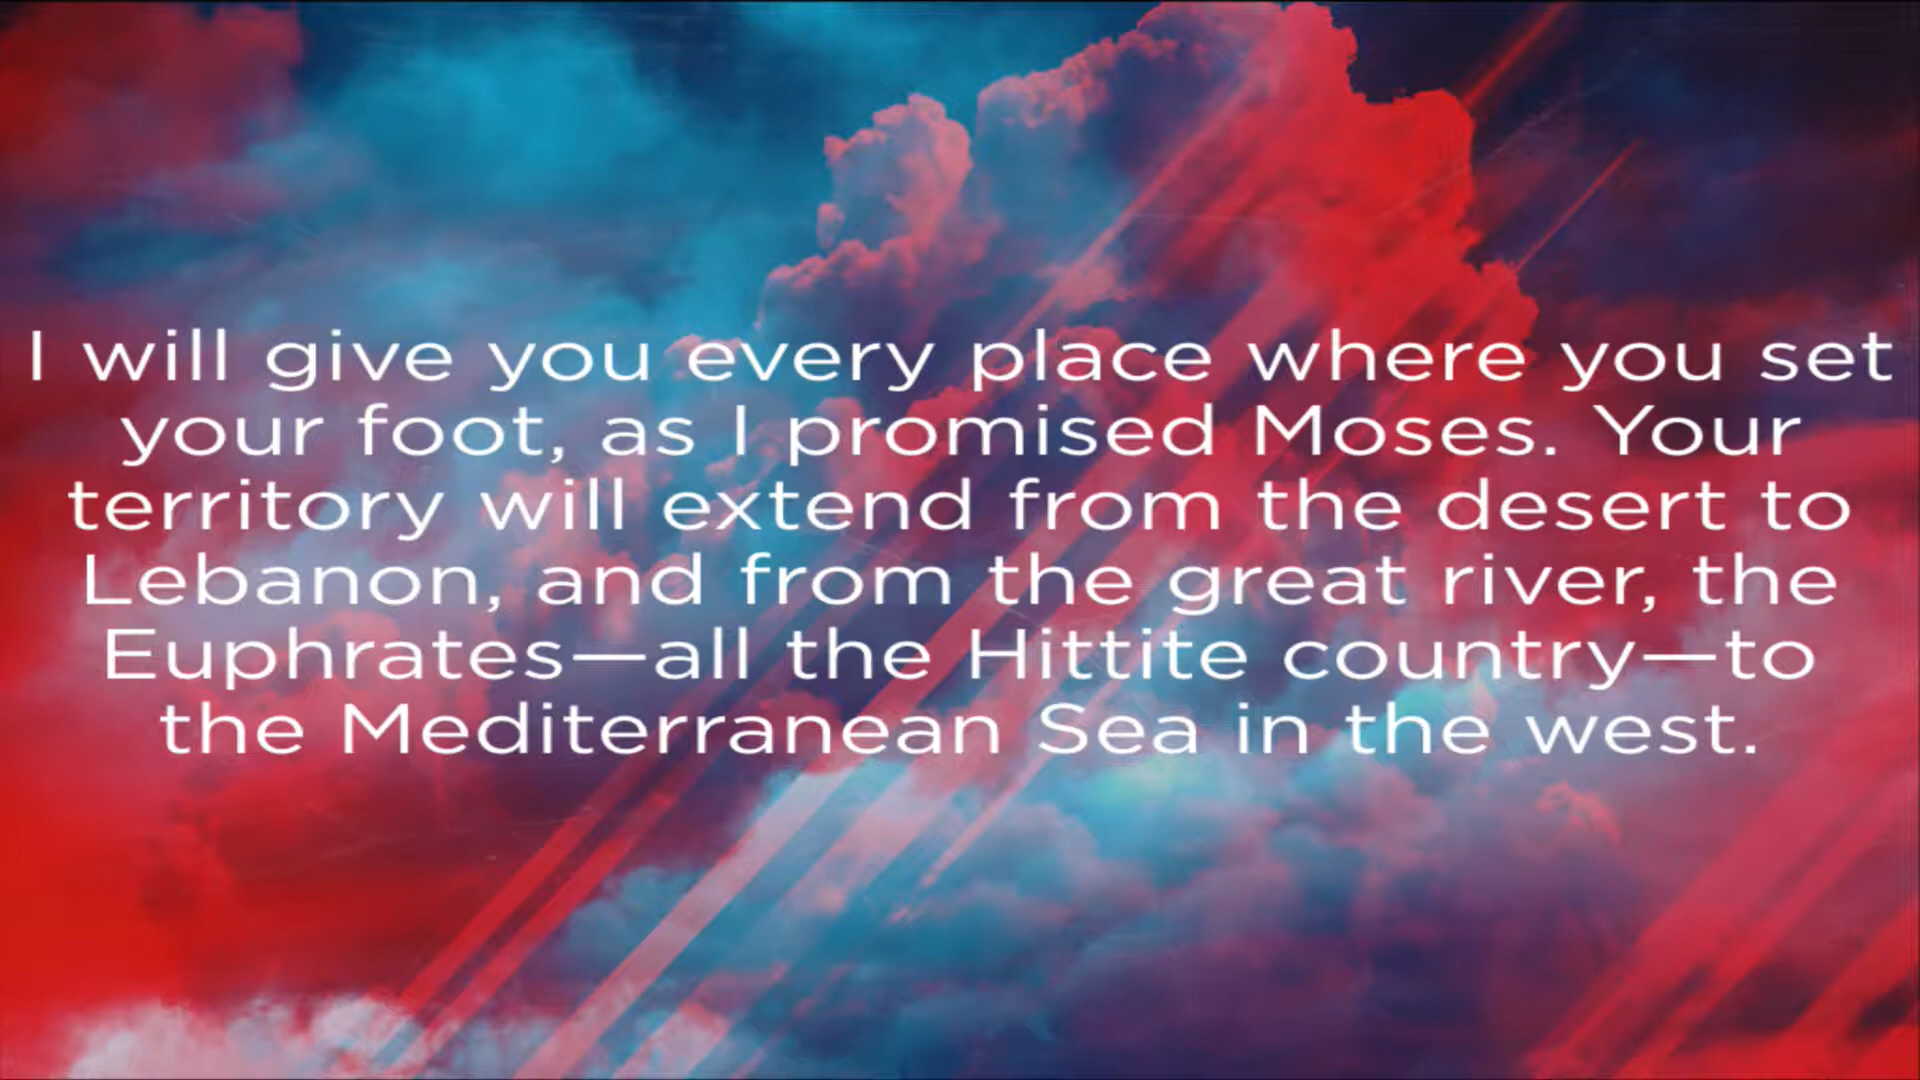 I will give you every place where you set
your foot, as I promised Moses. Your
territory will extend from the desert to
Lebanon, and from the great river, the
Euphrates—all the Hittite country—to
the Mediterranean Sea in the west.